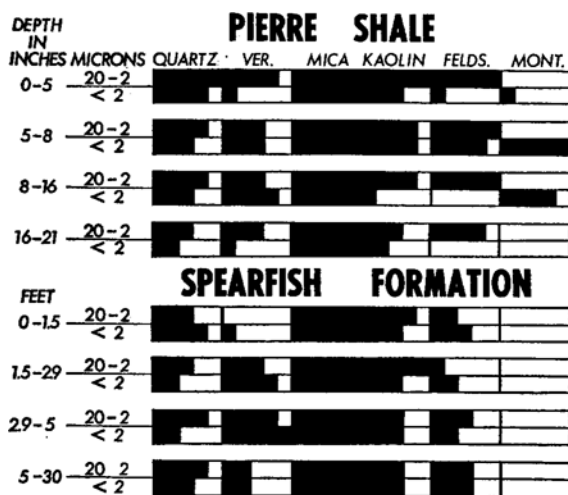 PIERRE SHALE
DEPTH
IN
INCHES MICRONS QUARTZ VER. MICA KAOLIN FELDS. MONT.
0-5 20-2
< 2
5-8 20-2
< 2
8-16 20-2
< 2
16-21 20-2
< 2
SPEARFISH FORMATION
FEET
0-1.5 20-2
< 2
1.5-2.9 20-2
< 2
2.9-5 20-2
< 2
5-30 20 2
< 2